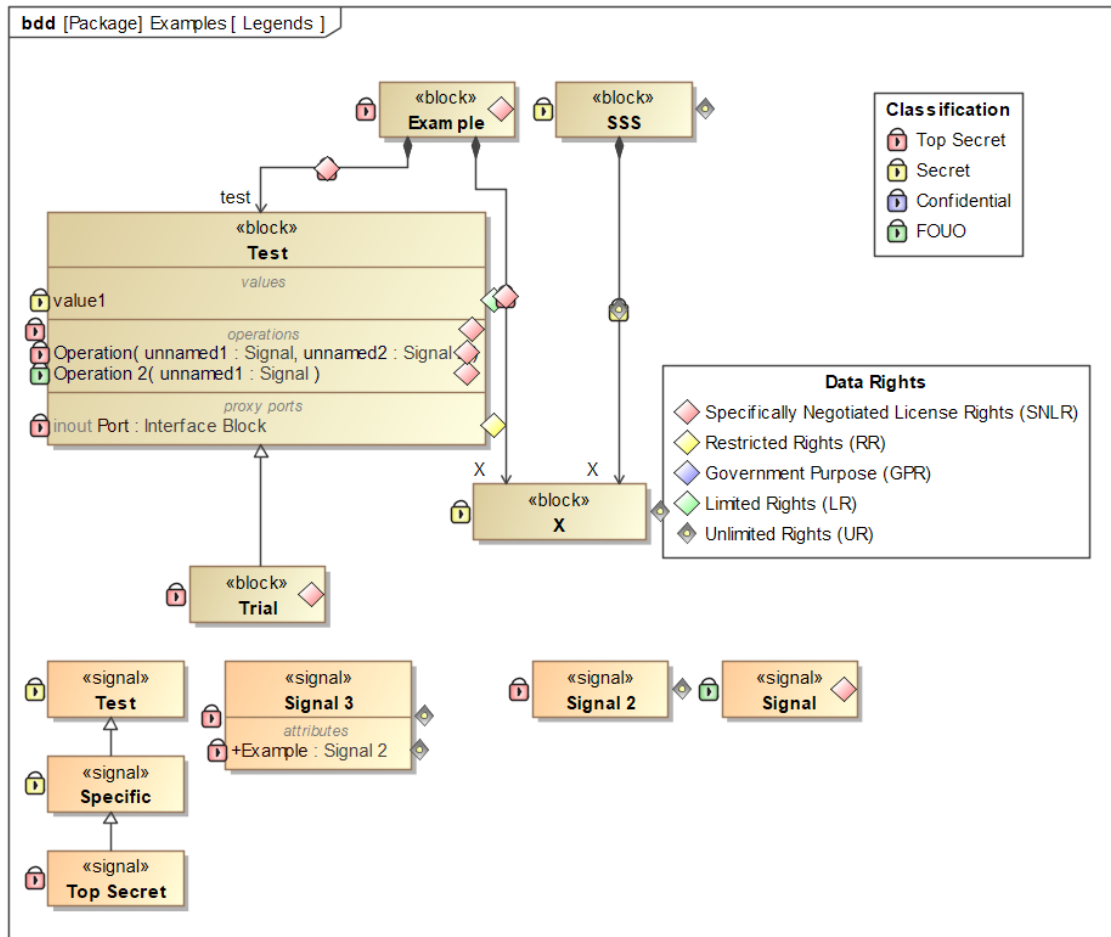 bdd [Package] Examples [ Legends ]
«block»
Example
«block»
SSS
Classification
Top Secret
Secret
Confidential
FOUO
test
«block»
Test
values
value1
operations
Operation( unnamed1 : Signal, unnamed2 : Signal )
Operation 2( unnamed1 : Signal )
proxy ports
inout Port : Interface Block
Data Rights
Specifically Negotiated License Rights (SNLR)
Restricted Rights (RR)
Government Purpose (GPR)
Limited Rights (LR)
Unlimited Rights (UR)
X
X
«block»
X
«block»
Trial
«signal»
Test
«signal»
Signal 3
attributes
+Example : Signal 2
«signal»
Signal 2
«signal»
Signal
«signal»
Specific
«signal»
Top Secret